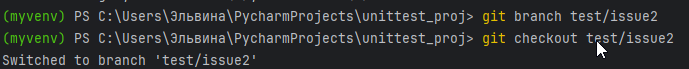 (myvenv) PS C:\Users\Эльвина\PycharmProjects\unittest_proj> git branch test/issue2
(myvenv) PS C:\Users\Эльвина\PycharmProjects\unittest_proj> git checkout test/issue2
Switched to branch 'test/issue2'